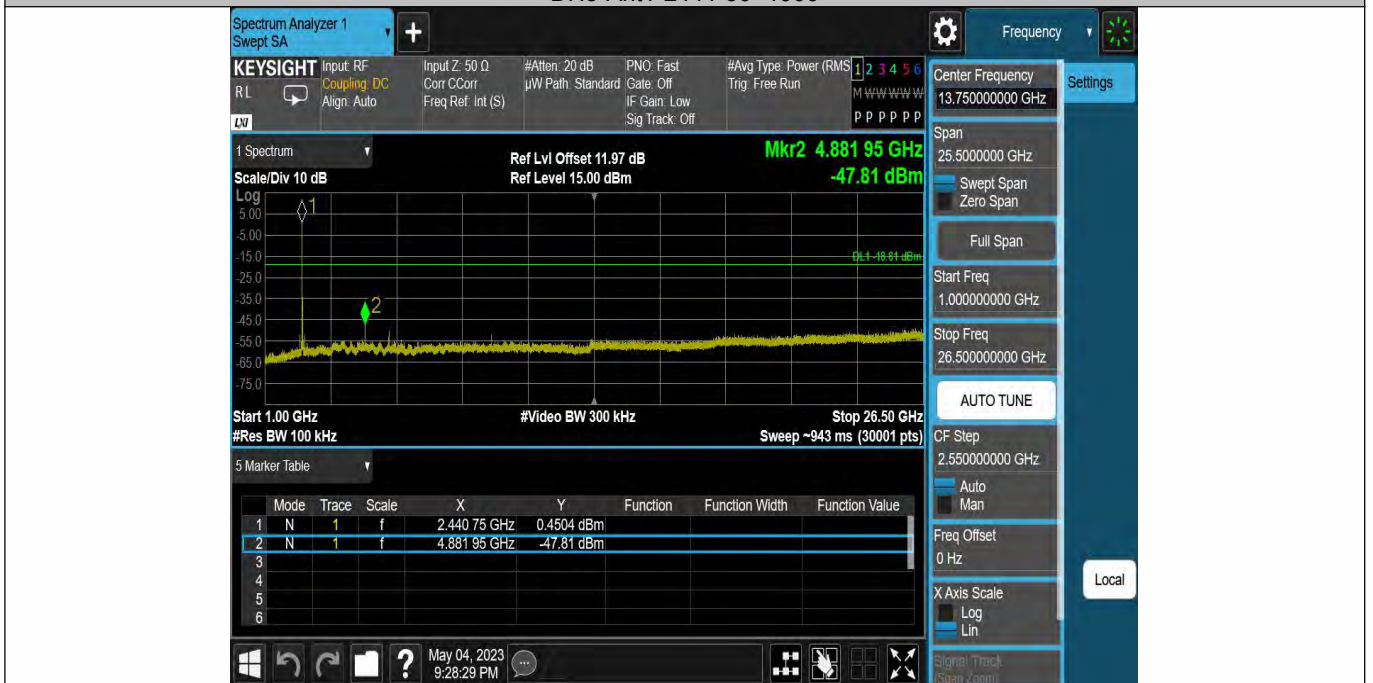 Spectrum Analyzer 1
Swept SA
+
Frequency
KEYSIGHT
RL
LXI
Input: RF
Coupling: DC
Align: Auto
Input Z: 50 Ω
Corr CCorr
Freq Ref: Int (S)
#Atten: 20 dB
µW Path: Standard
PNO: Fast
Gate: Off
IF Gain: Low
Sig Track: Off
#Avg Type: Power (RMS
Trig: Free Run
1 2 3 4 5 6
M W W W W W
P P P P P P
Center Frequency
13.750000000 GHz
Settings
Span
25.5000000 GHz
Swept Span
Zero Span
Full Span
Start Freq
1.000000000 GHz
Stop Freq
26.500000000 GHz
AUTO TUNE
CF Step
2.550000000 GHz
Auto
Man
Freq Offset
0 Hz
X Axis Scale
Log
Lin
Signal Track
(Span Zoom)
Local
1 Spectrum
Scale/Div 10 dB
Ref Lvl Offset 11.97 dB
Ref Level 15.00 dBm
Mkr2 4.881 95 GHz
-47.81 dBm
Log
5.00
-5.00
-15.0
-25.0
-35.0
-45.0
-55.0
-65.0
-75.0
1
2
DL1 -18.81 dBm
Start 1.00 GHz
#Video BW 300 kHz
Stop 26.50 GHz
#Res BW 100 kHz
Sweep ~943 ms (30001 pts)
5 Marker Table
Mode Trace Scale X Y Function Function Width Function Value
1 N 1 f 2.440 75 GHz 0.4504 dBm
2 N 1 f 4.881 95 GHz -47.81 dBm
3
4
5
6
?
May 04, 2023
9:28:29 PM